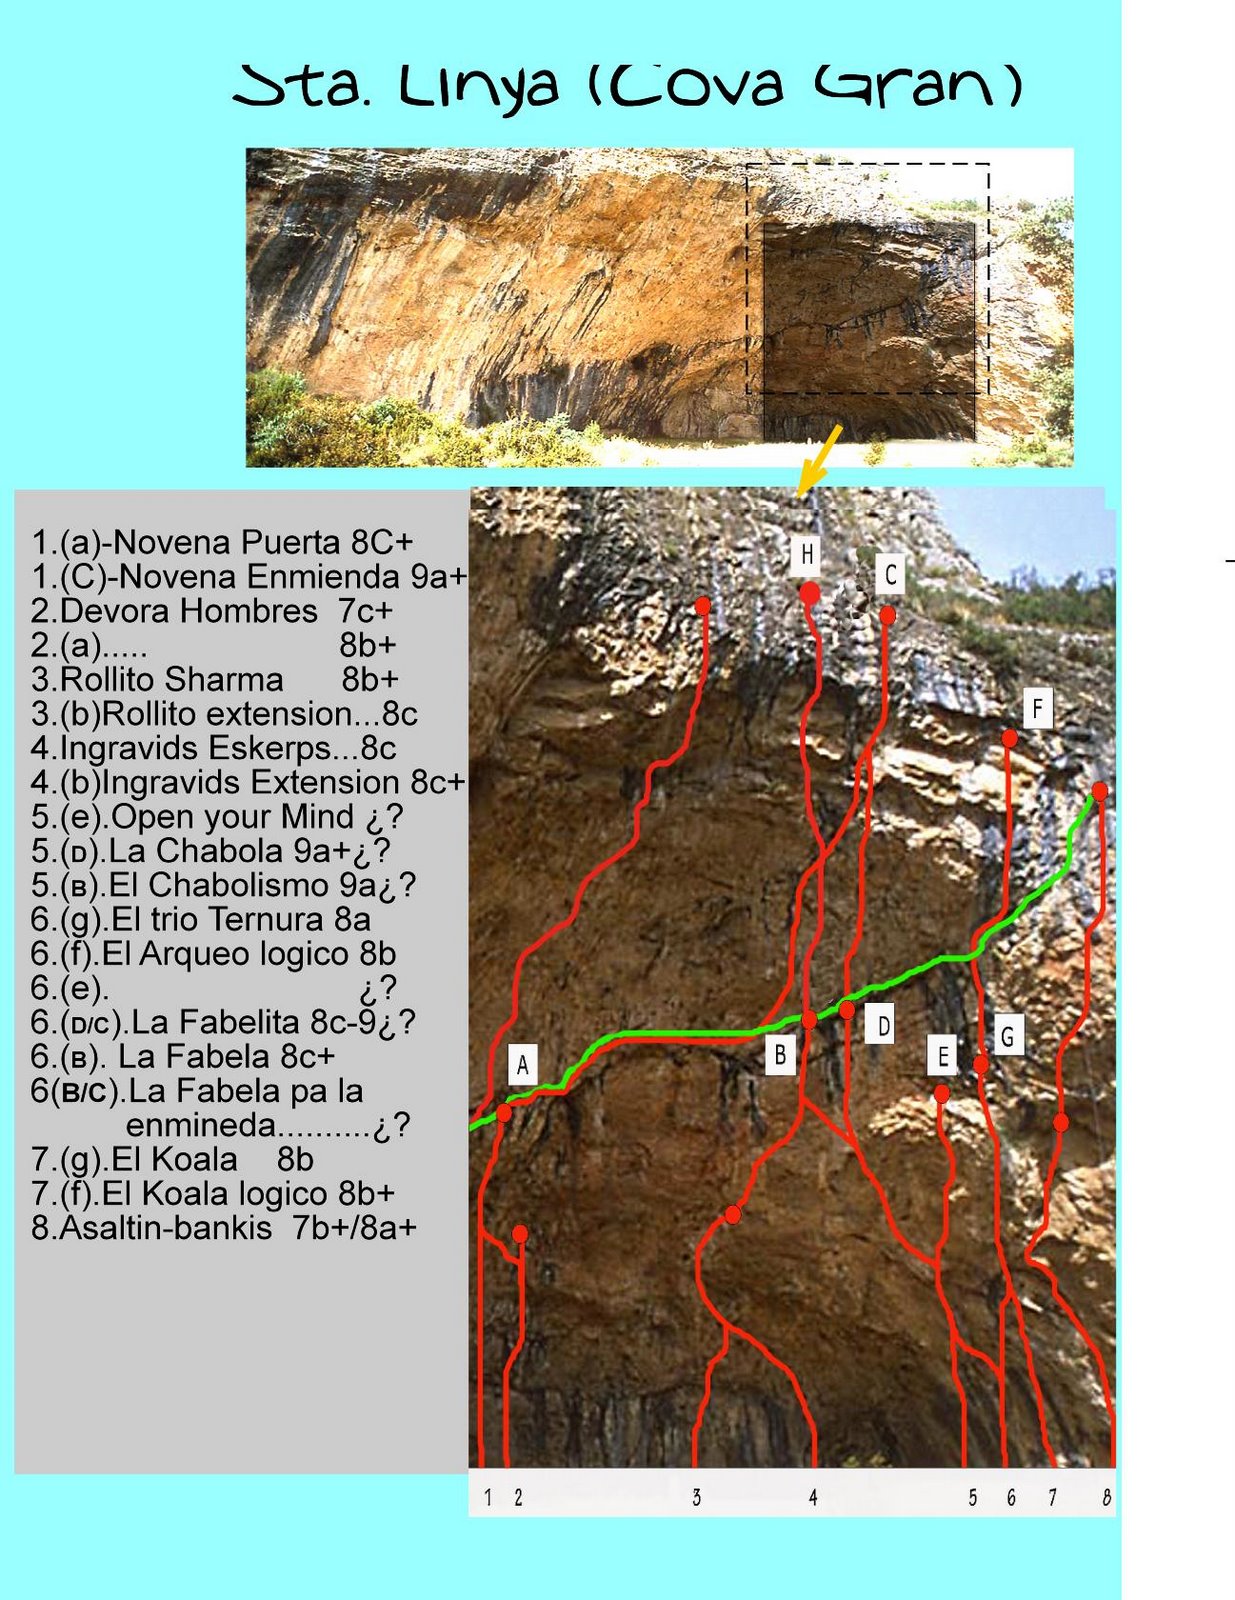 Sta. Linya (Cova Gran)
1.(a)-Novena Puerta 8C+
1.(C)-Novena Enmienda 9a+
2.Devora Hombres 7c+
2.(a)..... 8b+
3.Rollito Sharma 8b+
3.(b)Rollito extension...8c
4.Ingravids Eskerps...8c
4.(b)Ingravids Extension 8c+
5.(e).Open your Mind ¿?
5.(D).La Chabola 9a+¿?
5.(B).El Chabolismo 9a¿?
6.(g).El trio Ternura 8a
6.(f).El Arqueo logico 8b
6.(e). ¿?
6.(D/C).La Fabelita 8c-9¿?
6.(B). La Fabela 8c+
6(B/C).La Fabela pa la
enmineda..........¿?
7.(g).El Koala 8b
7.(f).El Koala logico 8b+
8.Asaltin-bankis 7b+/8a+
H
C
F
A
B
D
E
G
1 2 3 4 5 6 7 8